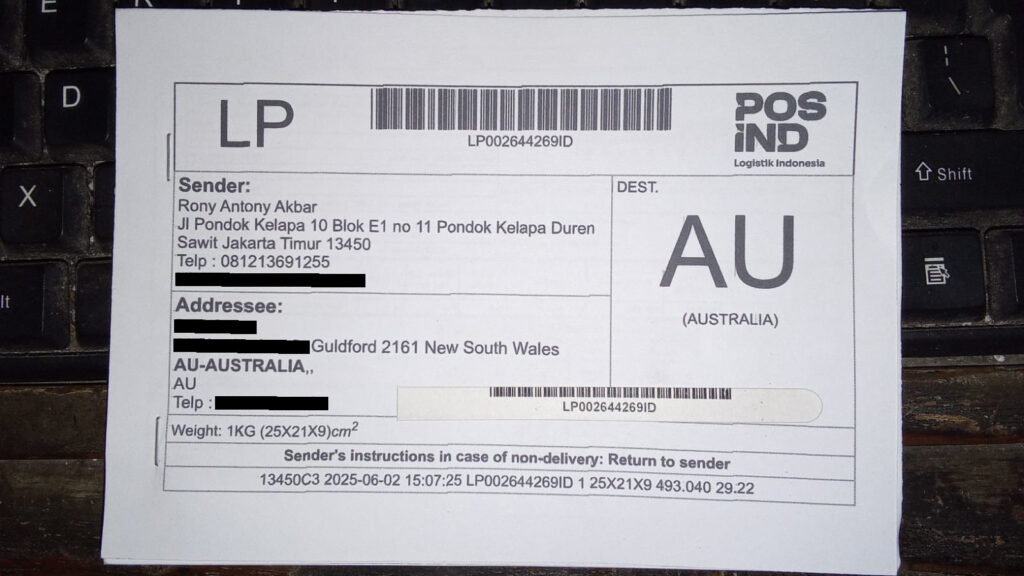 LP
LP002644269ID
POS
IND
Logistik Indonesia
Sender:
Rony Antony Akbar
Jl Pondok Kelapa 10 Blok E1 no 11 Pondok Kelapa Duren
Sawit Jakarta Timur 13450
Telp : 081213691255
DEST.
AU
(AUSTRALIA)
Addressee:
Guldford 2161 New South Wales
AU-AUSTRALIA,,
AU
Telp :
LP002644269ID
Weight: 1KG (25X21X9)cm²
Sender's instructions in case of non-delivery: Return to sender
13450C3 2025-06-02 15:07:25 LP002644269ID 1 25X21X9 493.040 29.22
D
X
lt
E
\
Shift